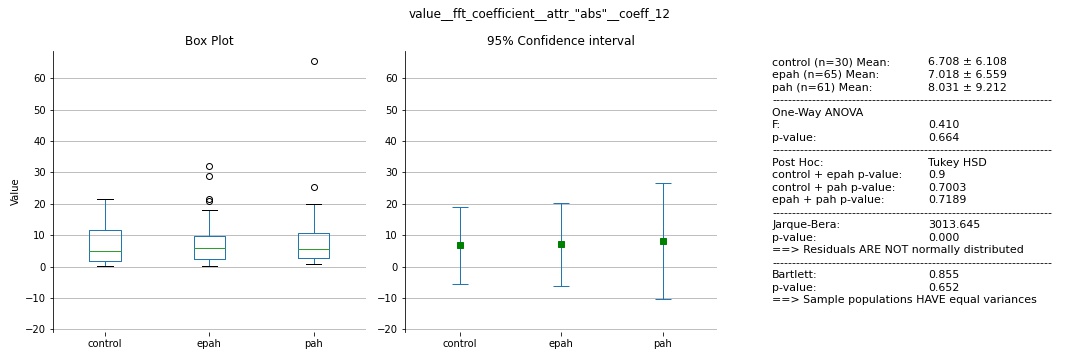 value__fft_coefficient__attr_"abs"__coeff_12
Box Plot
95% Confidence interval
Value
60
50
40
30
20
10
0
−10
−20
control
epah
pah
60
50
40
30
20
10
0
−10
−20
control
epah
pah
control (n=30) Mean: 6.708 ± 6.108
epah (n=65) Mean: 7.018 ± 6.559
pah (n=61) Mean: 8.031 ± 9.212
One-Way ANOVA
F: 0.410
p-value: 0.664
Post Hoc: Tukey HSD
control + epah p-value: 0.9
control + pah p-value: 0.7003
epah + pah p-value: 0.7189
Jarque-Bera: 3013.645
p-value: 0.000
==> Residuals ARE NOT normally distributed
Bartlett: 0.855
p-value: 0.652
==> Sample populations HAVE equal variances